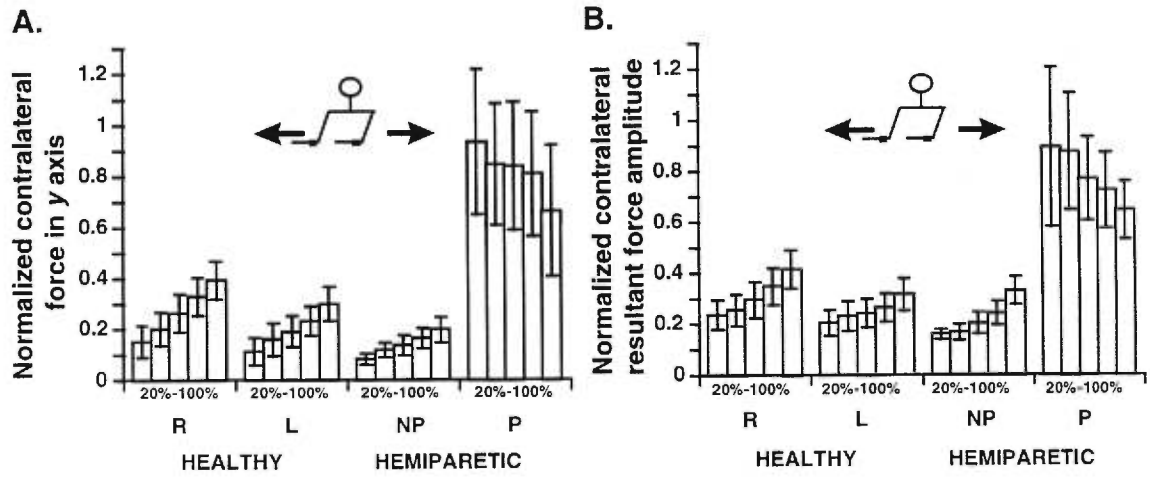 A.
Normalized contralateral
force in y axis
1.2
1
0.8
0.6
0.4
0.2
0
20%-100% 20%-100% 20%-100% 20%-100%
R L NP P
HEALTHY HEMIPARETIC
B.
Normalized contralateral
resultant force amplitude
1.2
1
0.8
0.6
0.4
0.2
0
20%-100% 20%-100% 20%-100% 20%-100%
R L NP P
HEALTHY HEMIPARETIC